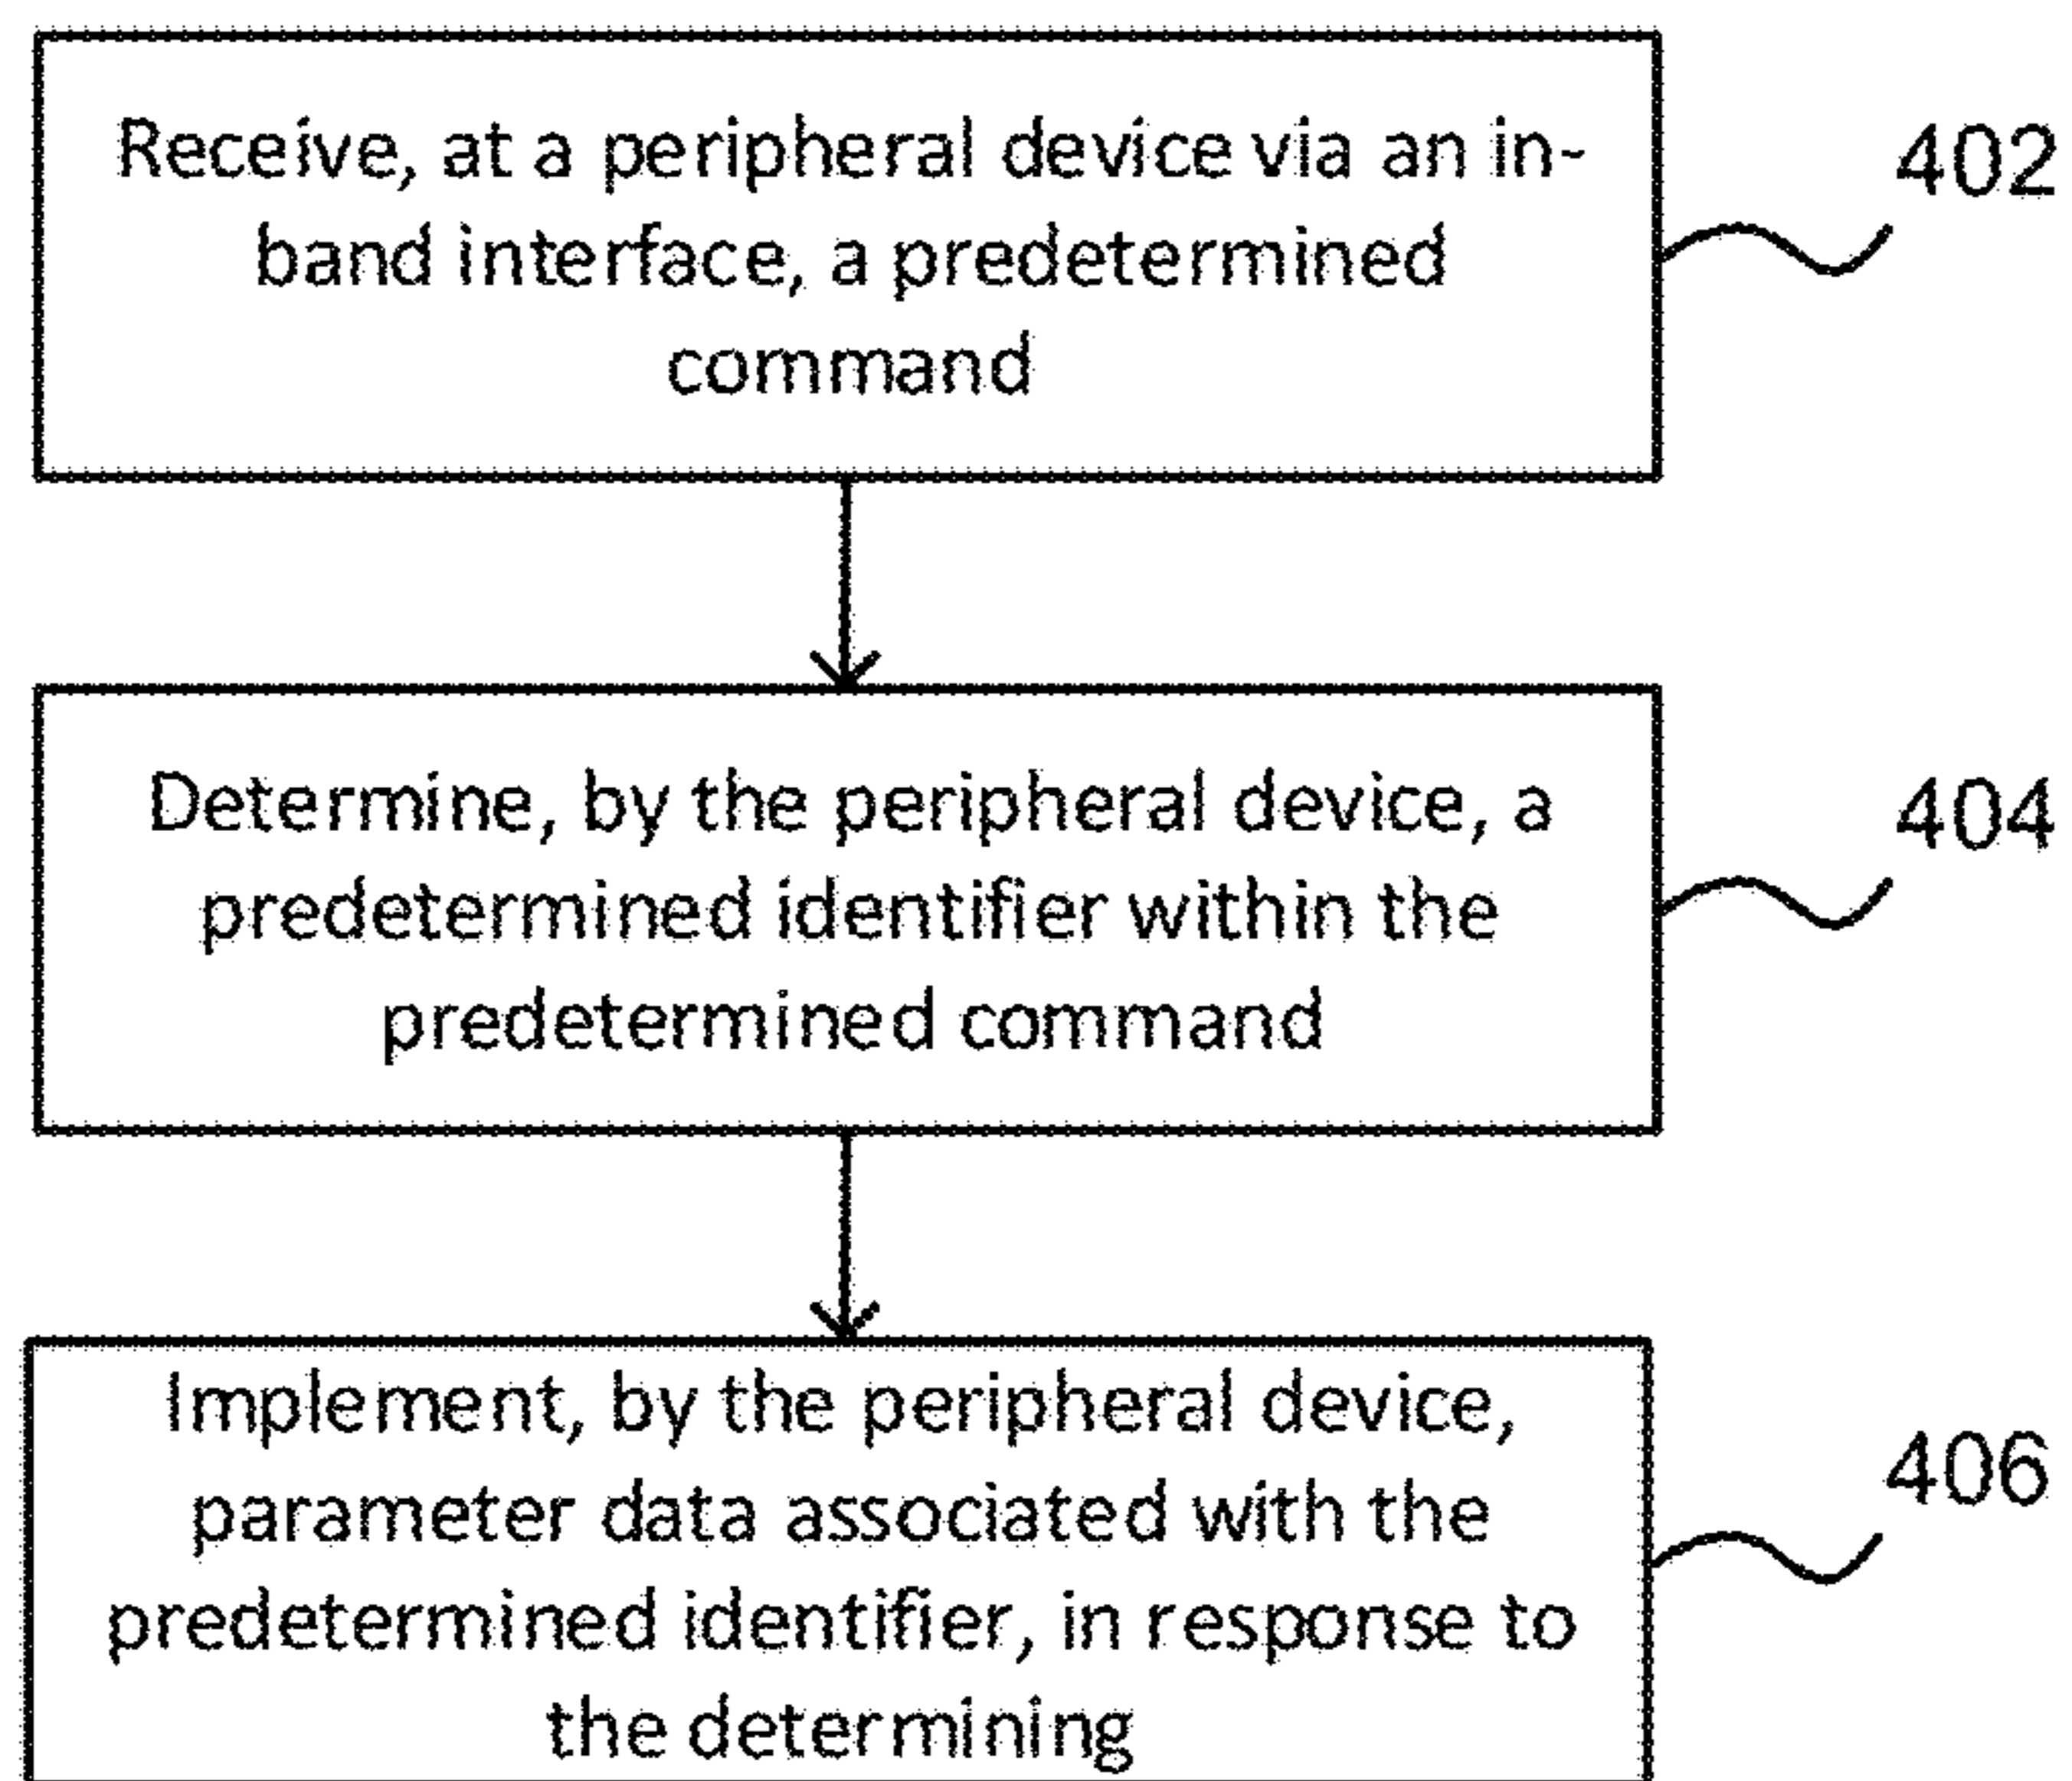 Receive, at a peripheral device via an in-
band interface, a predetermined
command
402
Determine, by the peripheral device, a
predetermined identifier within the
predetermined command
404
Implement, by the peripheral device,
parameter data associated with the
predetermined identifier, in response to
the determining
406